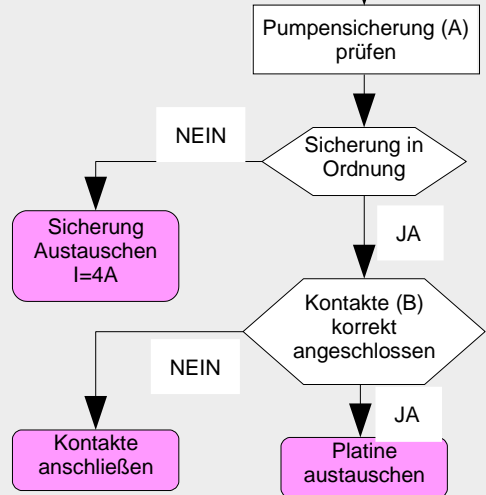 Pumpensicherung (A)
prüfen
NEIN
Sicherung in
Ordnung
Sicherung
Austauschen
I=4A
JA
Kontakte (B)
korrekt
angeschlossen
NEIN
JA
Kontakte
anschließen
Platine
austauschen